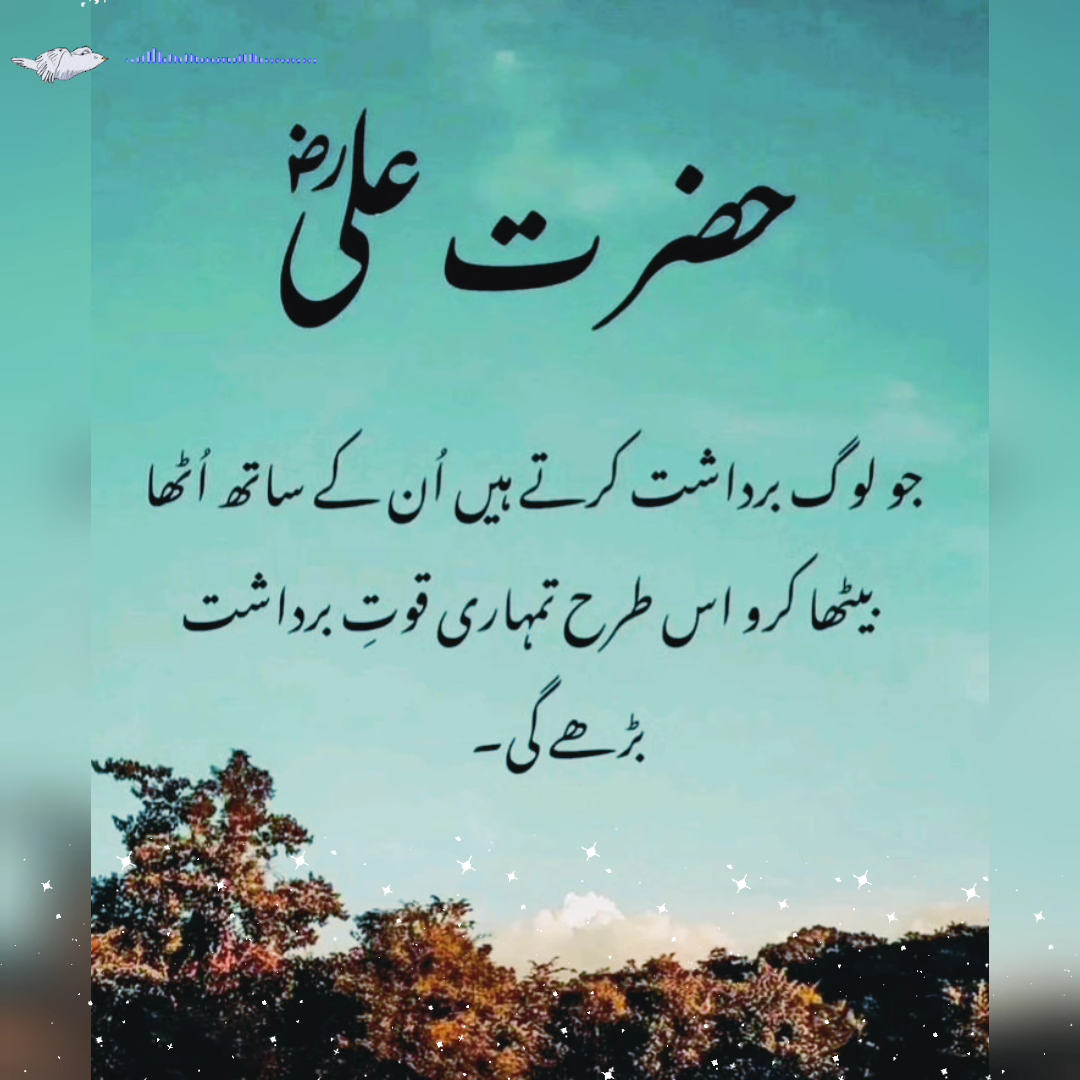 حضرت علی رض
جو لوگ برداشت کرتے ہیں اُن کے ساتھ اُٹھا
بیٹھا کرو اس طرح تمہاری قوتِ برداشت
بڑھے گی۔